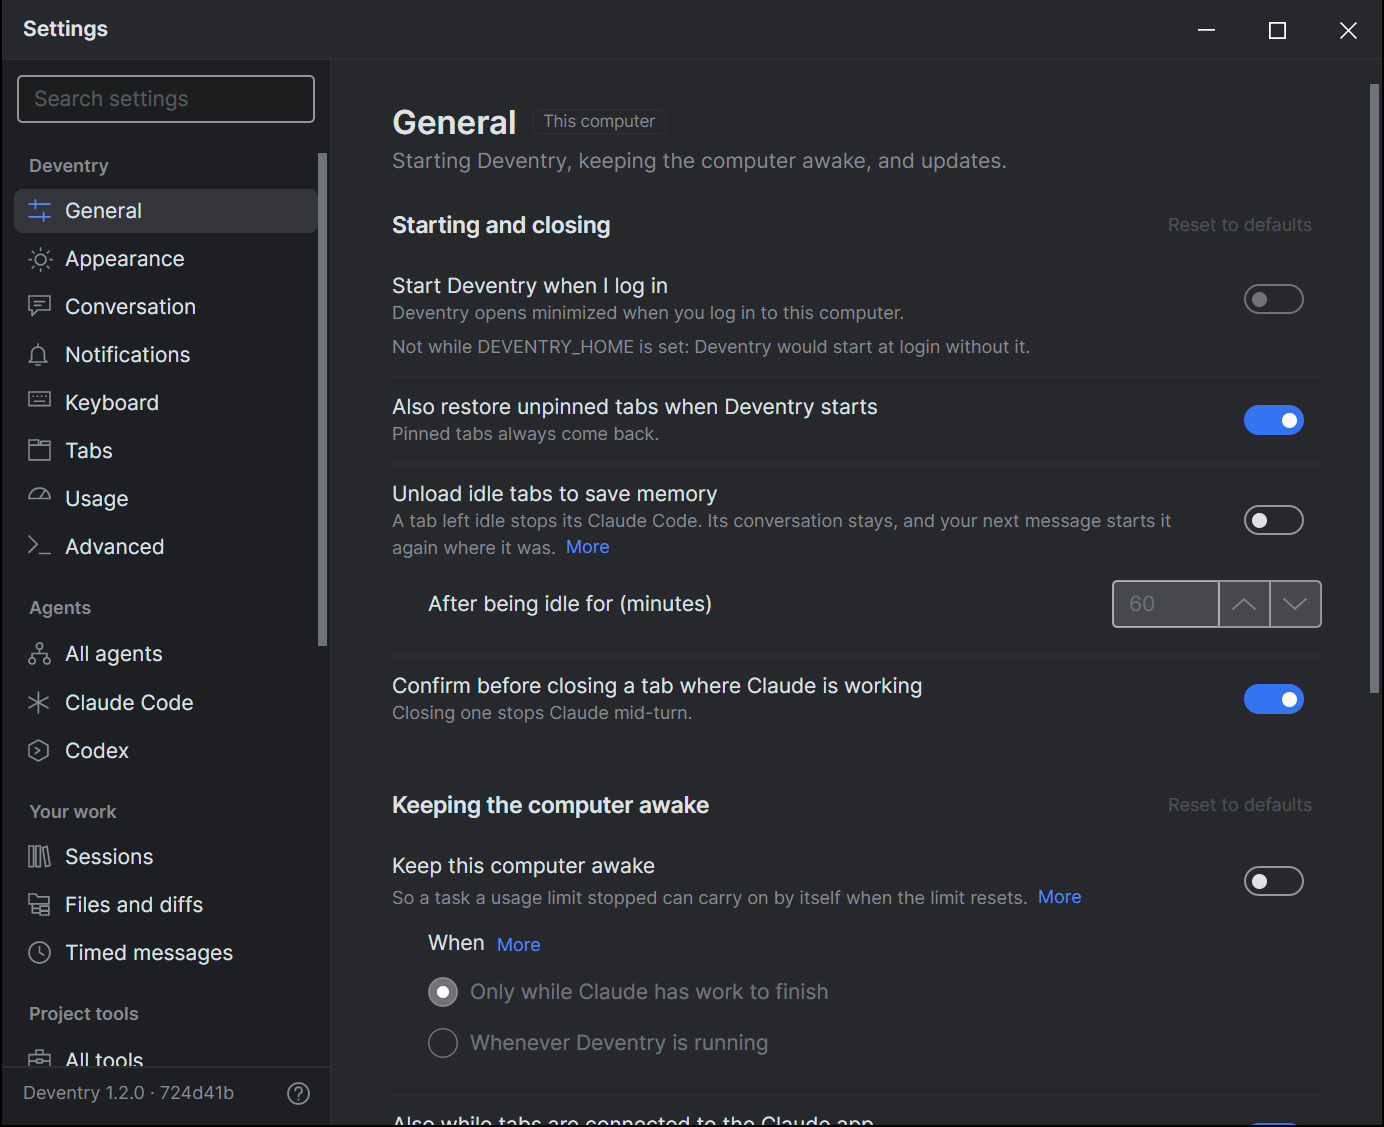 Settings
Search settings
Deventry
General
Appearance
Conversation
Notifications
Keyboard
Tabs
Usage
Advanced
Agents
All agents
Claude Code
Codex
Your work
Sessions
Files and diffs
Timed messages
Project tools
All tools
Deventry 1.2.0 · 724d41b
General This computer
Starting Deventry, keeping the computer awake, and updates.
Starting and closing Reset to defaults
Start Deventry when I log in
Deventry opens minimized when you log in to this computer.
Not while DEVENTRY_HOME is set: Deventry would start at login without it.
Also restore unpinned tabs when Deventry starts
Pinned tabs always come back.
Unload idle tabs to save memory
A tab left idle stops its Claude Code. Its conversation stays, and your next message starts it
again where it was. More
After being idle for (minutes) 60
Confirm before closing a tab where Claude is working
Closing one stops Claude mid-turn.
Keeping the computer awake Reset to defaults
Keep this computer awake
So a task a usage limit stopped can carry on by itself when the limit resets. More
When More
Only while Claude has work to finish
Whenever Deventry is running
Also while tabs are connected to the Claude app